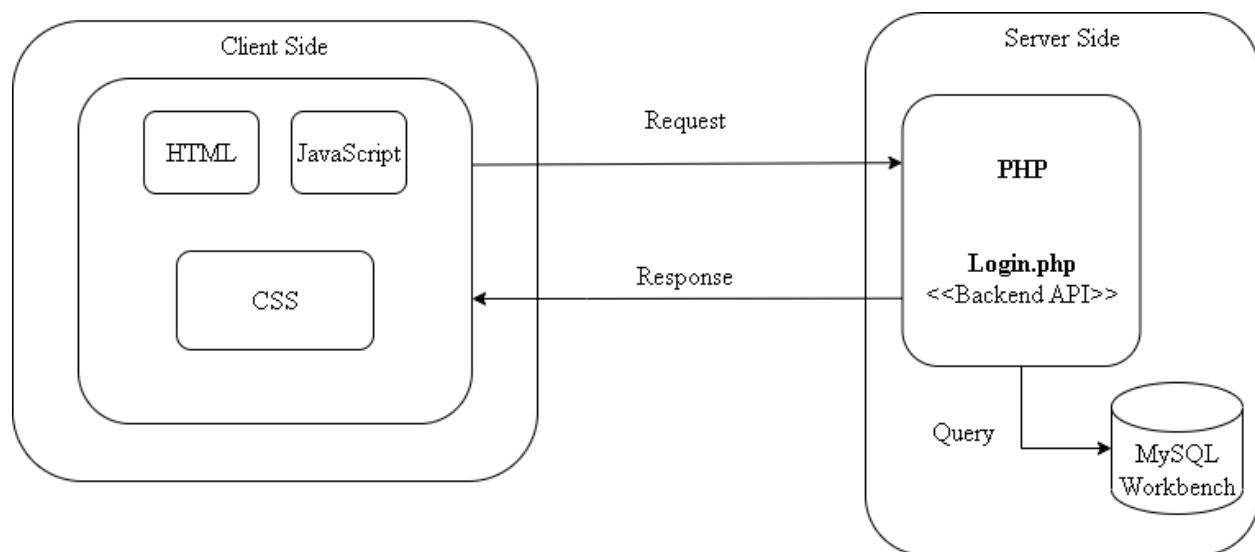 Client Side
HTML
JavaScript
CSS
Request
Response
Server Side
PHP
Login.php
<<Backend API>>
Query
MySQL
Workbench